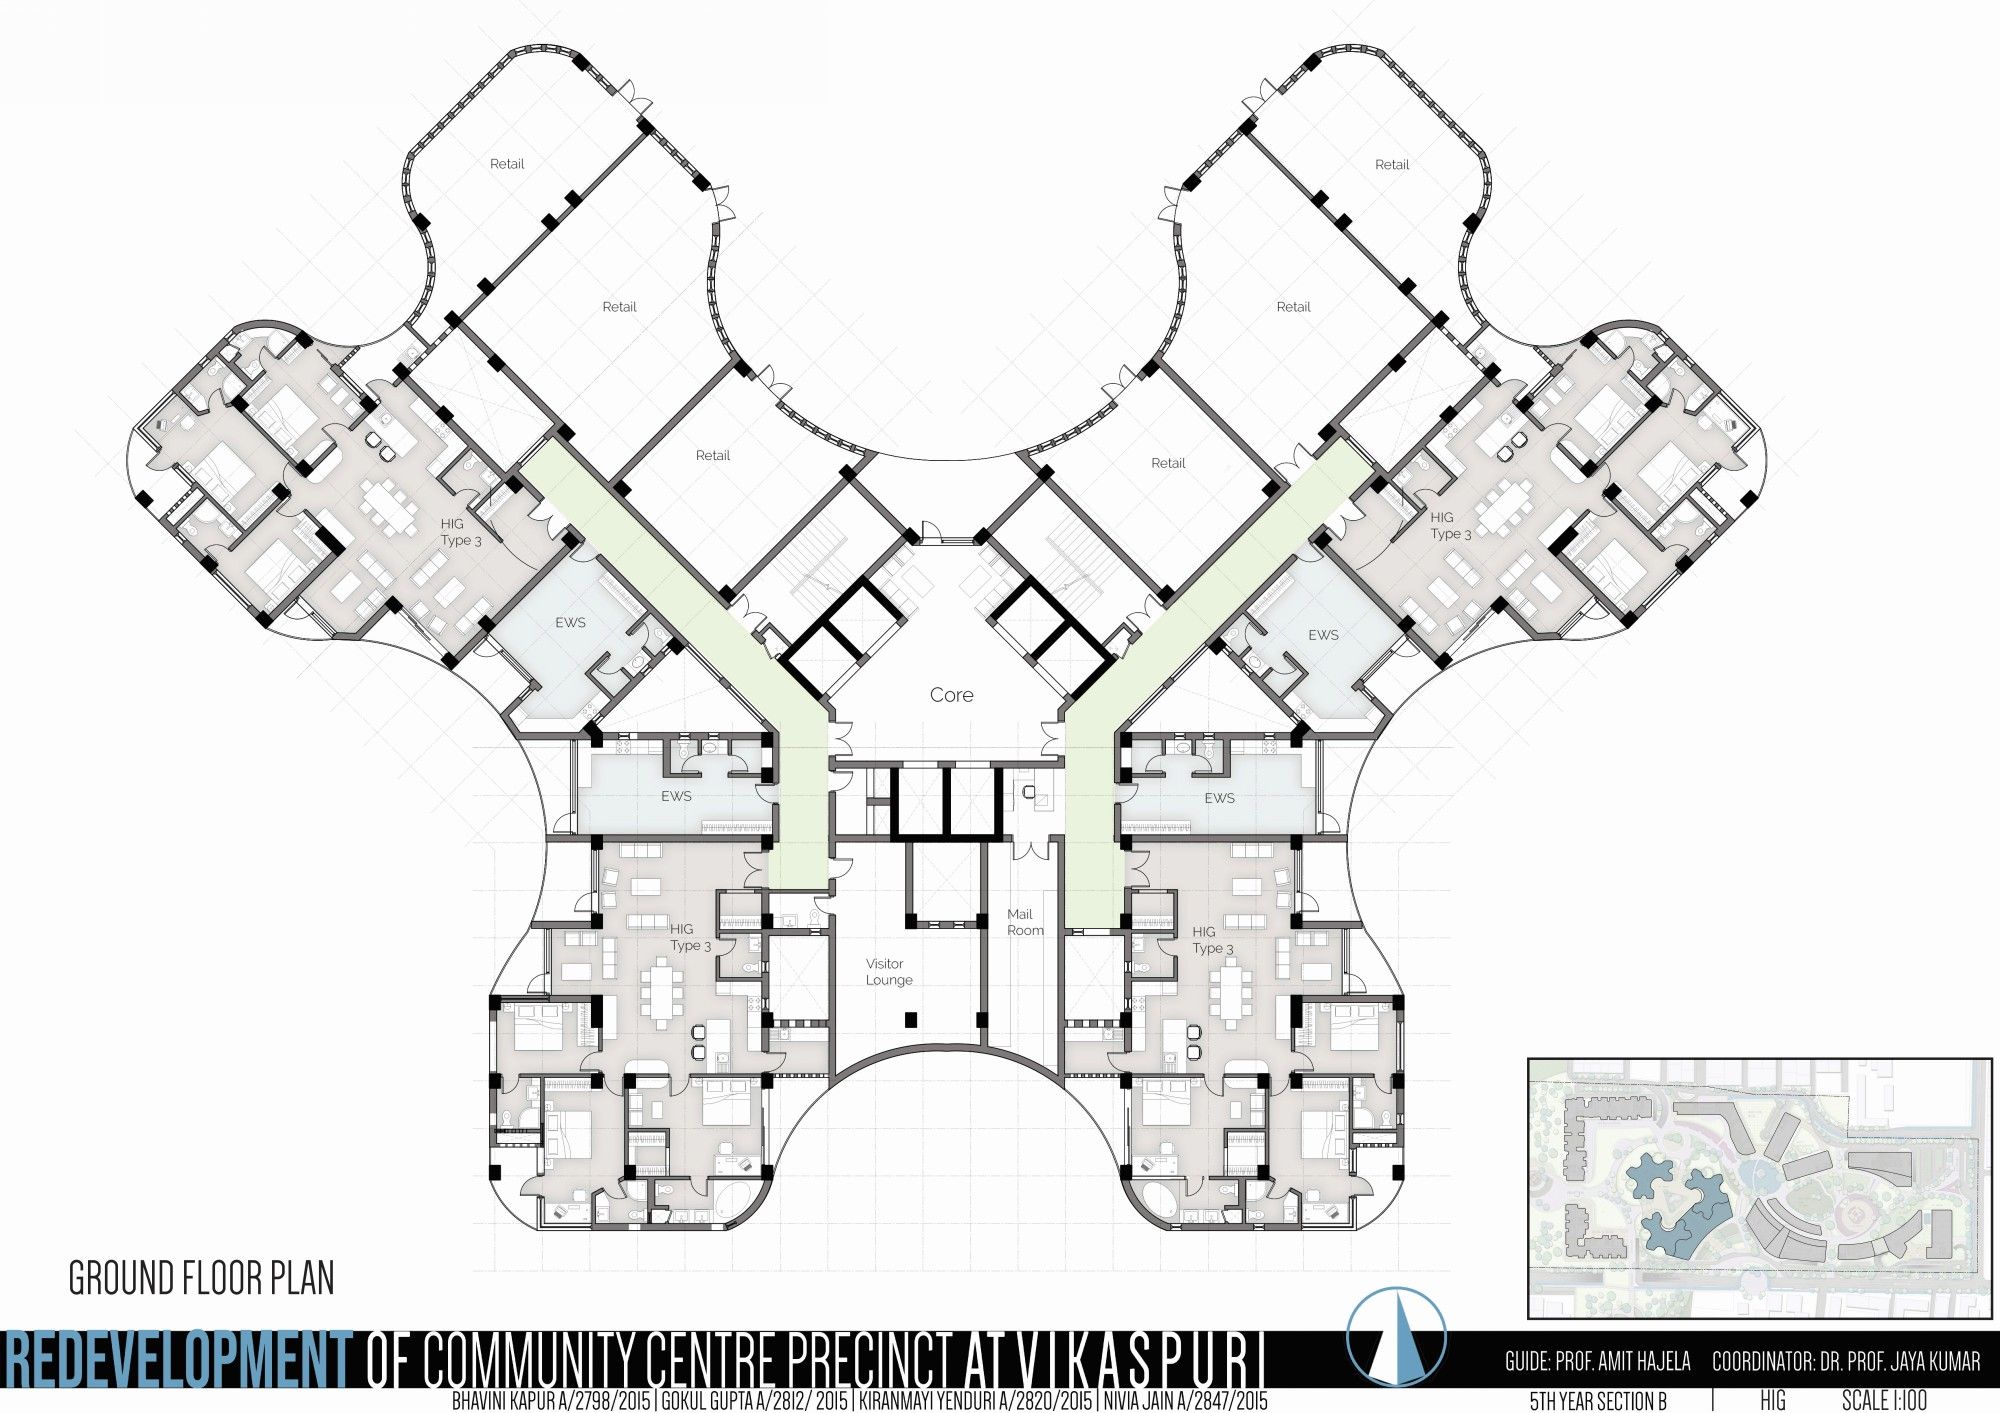 Retail
Retail
Retail
Retail
Retail
Retail
HIG
Type 3
HIG
Type 3
EWS
EWS
Core
EWS
EWS
HIG
Type 3
Visitor
Lounge
Mail
Room
HIG
Type 3
GROUND FLOOR PLAN
REDEVELOPMENT OF COMMUNITY CENTRE PRECINCT AT VIKASPURI
BHAVINI KAPUR A/2798/2015 | GOKUL GUPTA A/2812/ 2015 | KIRANMAYI YENDURI A/2820/2015 | NIVIA JAIN A/2847/2015
GUIDE: PROF. AMIT HAJELA COORDINATOR: DR. PROF. JAYA KUMAR
5TH YEAR SECTION B | HIG SCALE 1:100